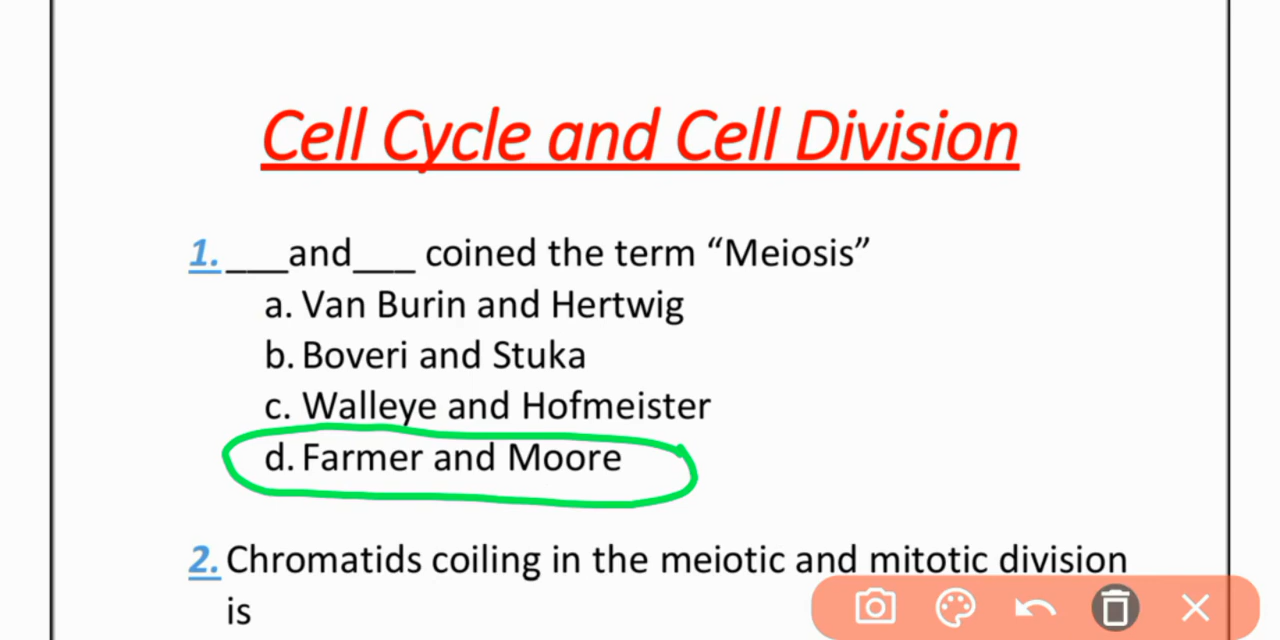 Cell Cycle and Cell Division
1.___and___ coined the term “Meiosis”
a. Van Burin and Hertwig
b. Boveri and Stuka
c. Walleye and Hofmeister
d. Farmer and Moore
2. Chromatids coiling in the meiotic and mitotic division
is